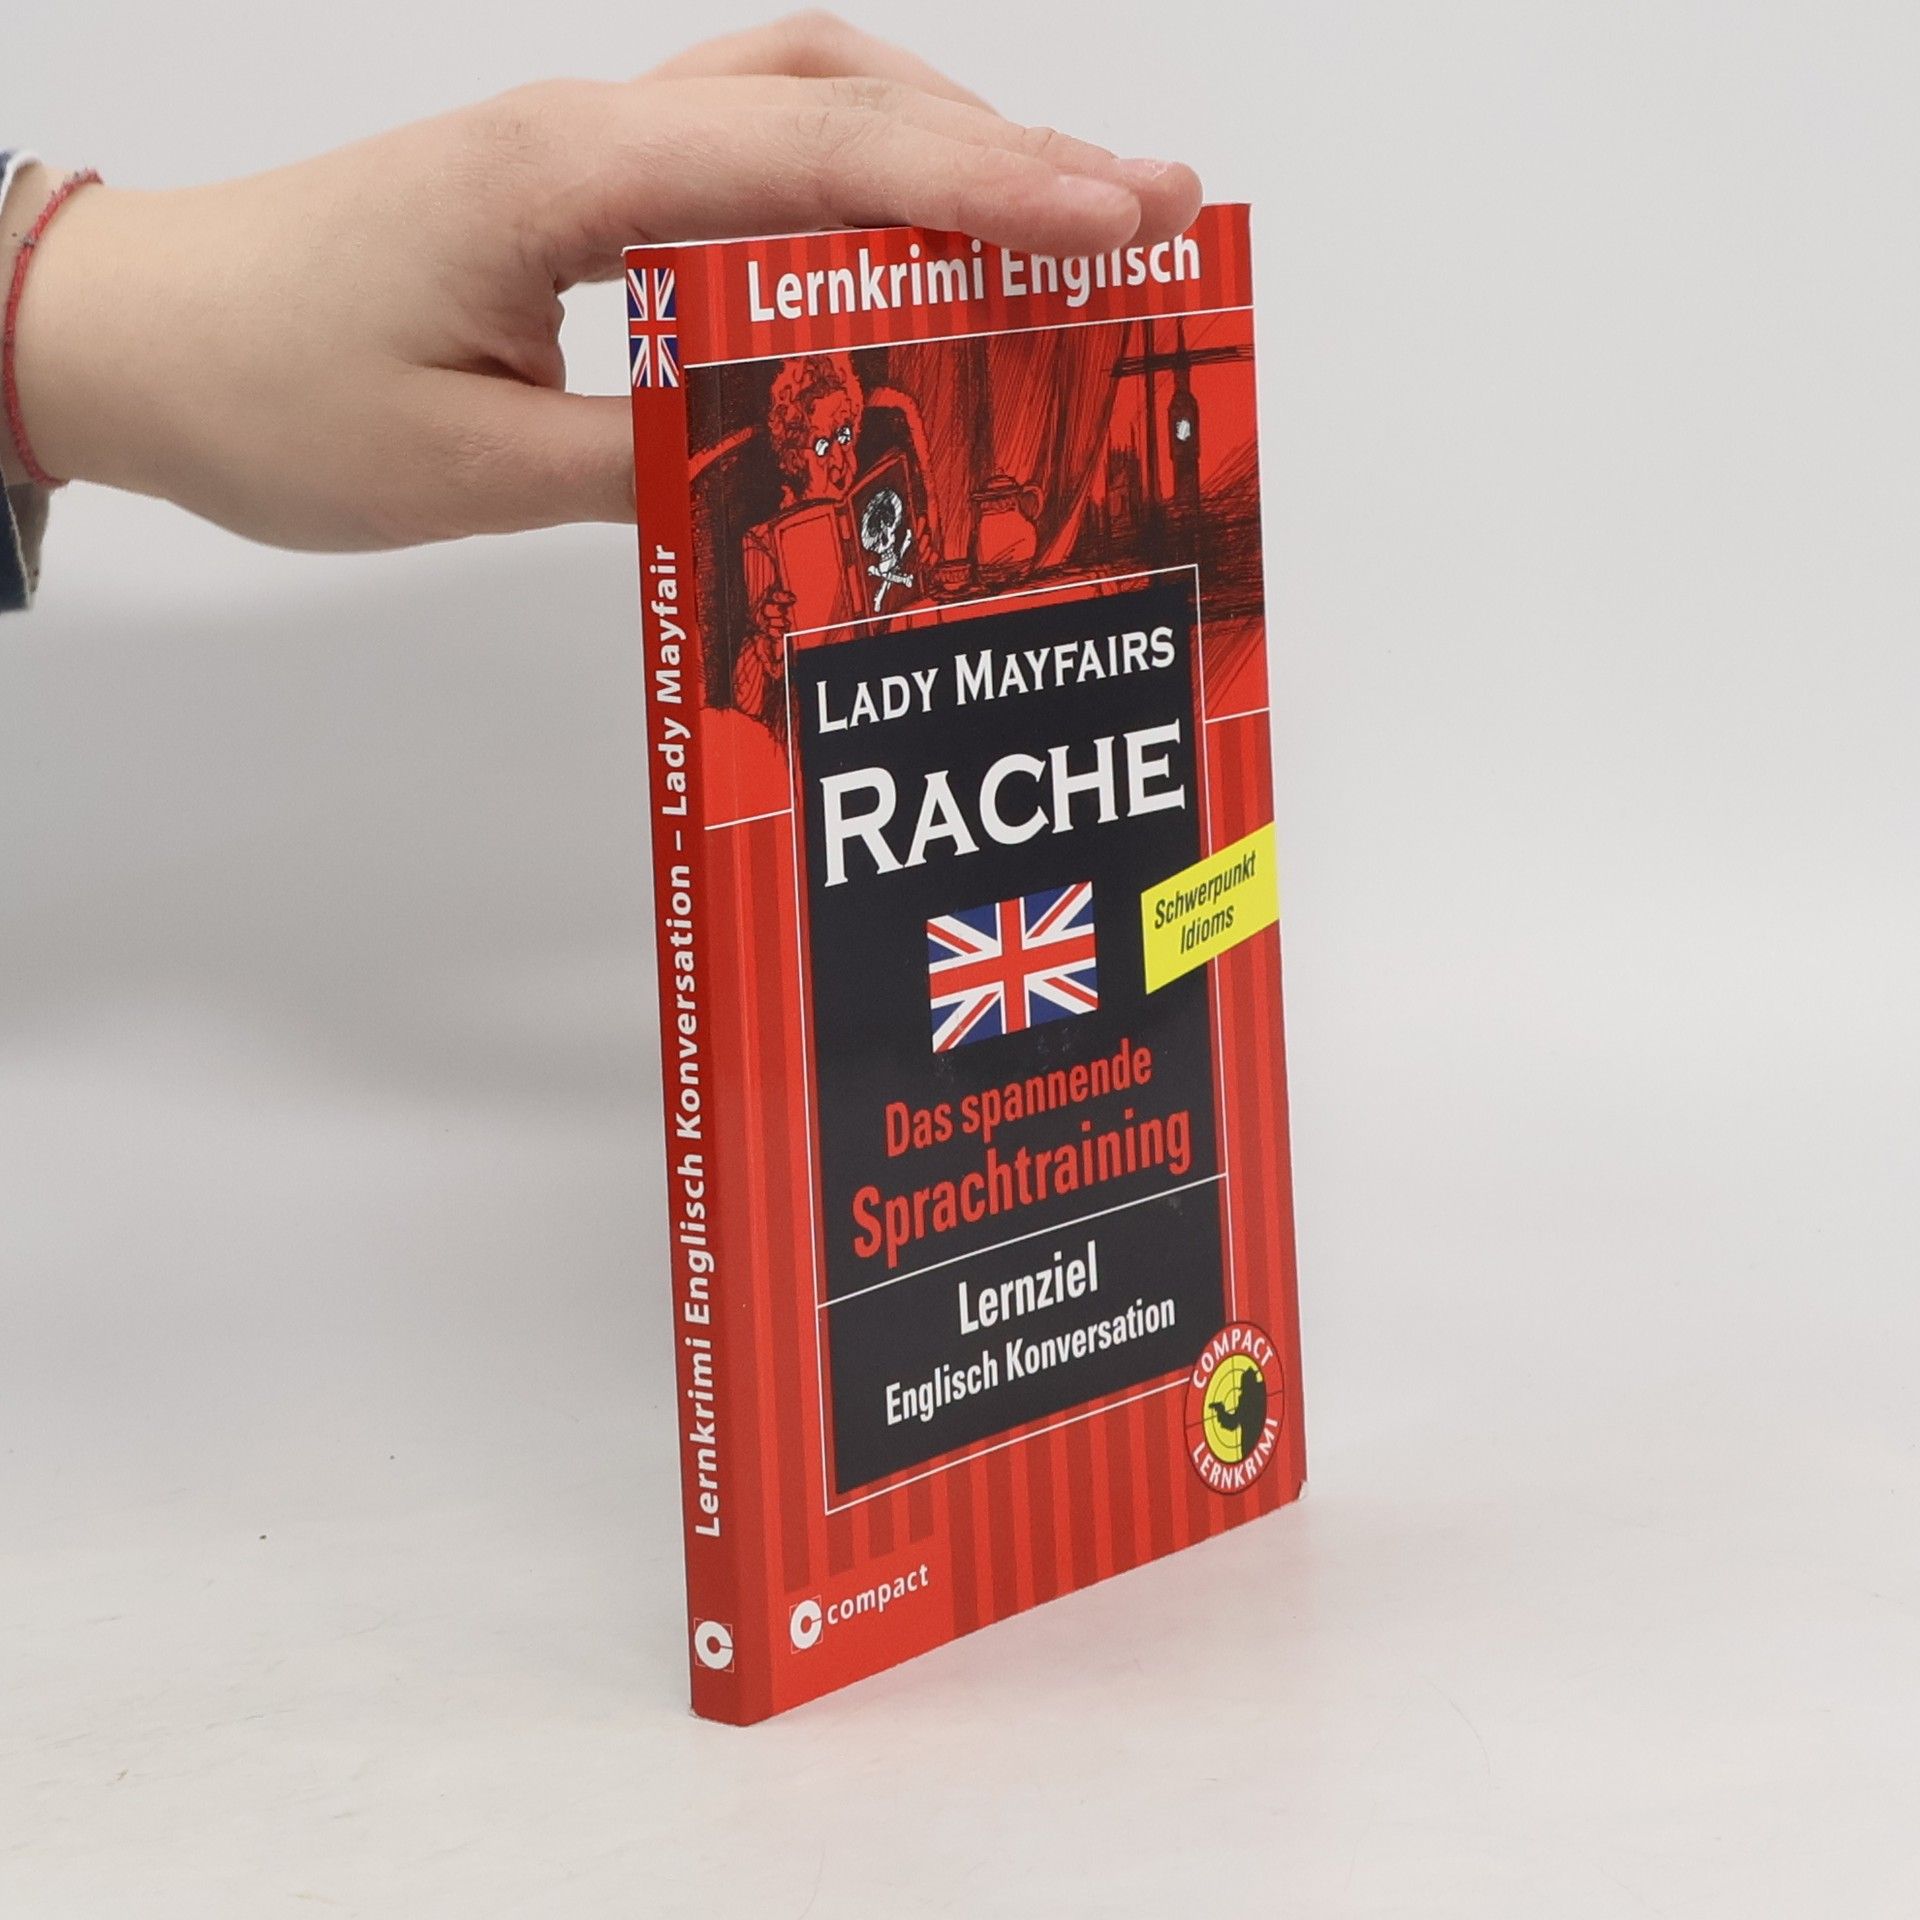 Lernkrimi Englisch Konversation – Lady Mayfair
Lernkrimi Englisch
LADY MAYFAIRS
RACHE
Schwerpunkt
Idioms
Das spannende
Sprachtraining
Lernziel
Englisch Konversation
COMPACT
LERNKRIMI
compact